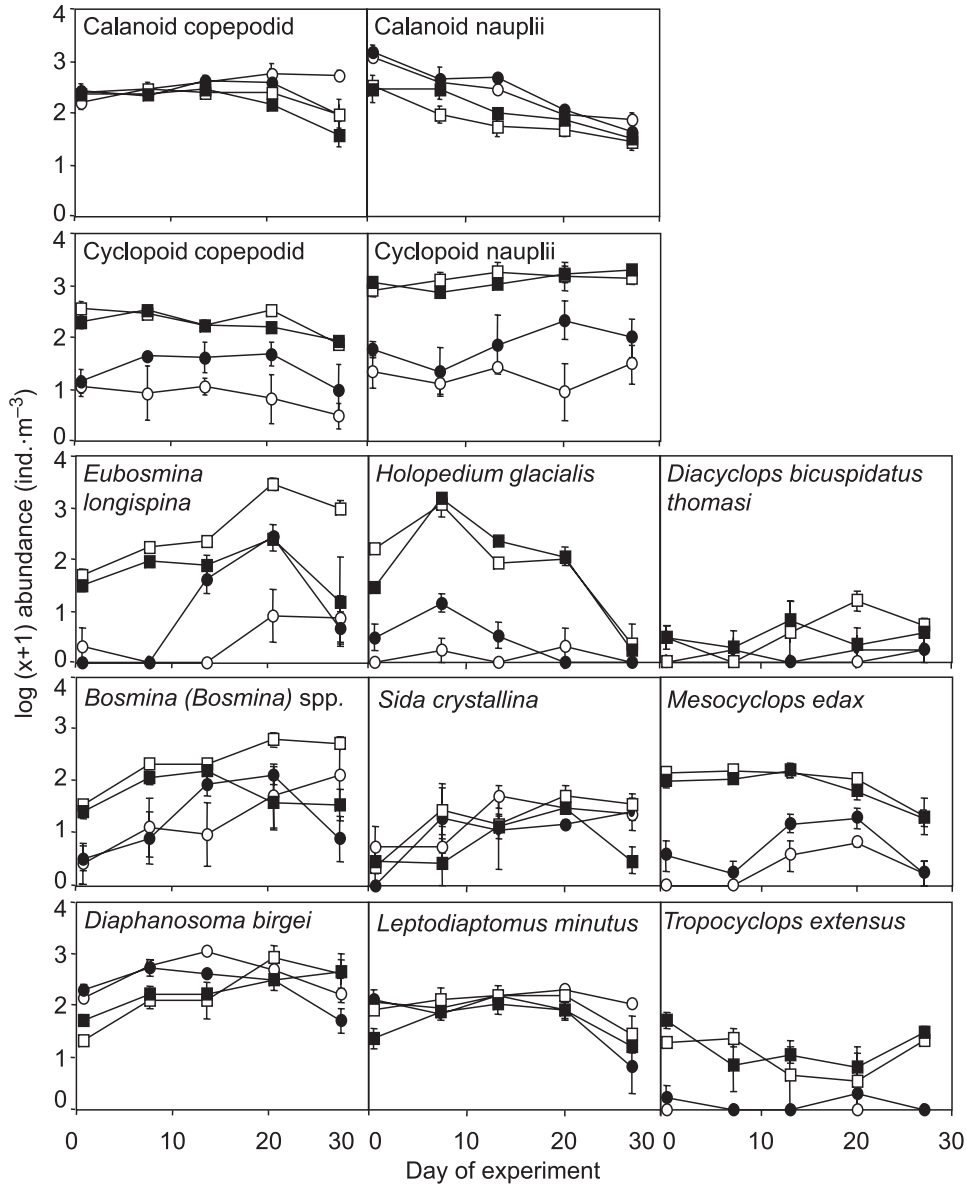 4
3
2
1
0
Calanoid copepodid
Calanoid nauplii
4
3
2
1
0
Cyclopoid copepodid
Cyclopoid nauplii
log (x+1) abundance (ind.·m⁻³)
4
3
2
1
0
Eubosmina
longispina
Holopedium glacialis
Diacyclops bicuspidatus
thomasi
4
3
2
1
0
Bosmina (Bosmina) spp.
Sida crystallina
Mesocyclops edax
4
3
2
1
0
Diaphanosoma birgei
Leptodiaptomus minutus
Tropocyclops extensus
0 10 20 30 0 10 20 30 0 10 20 30
Day of experiment